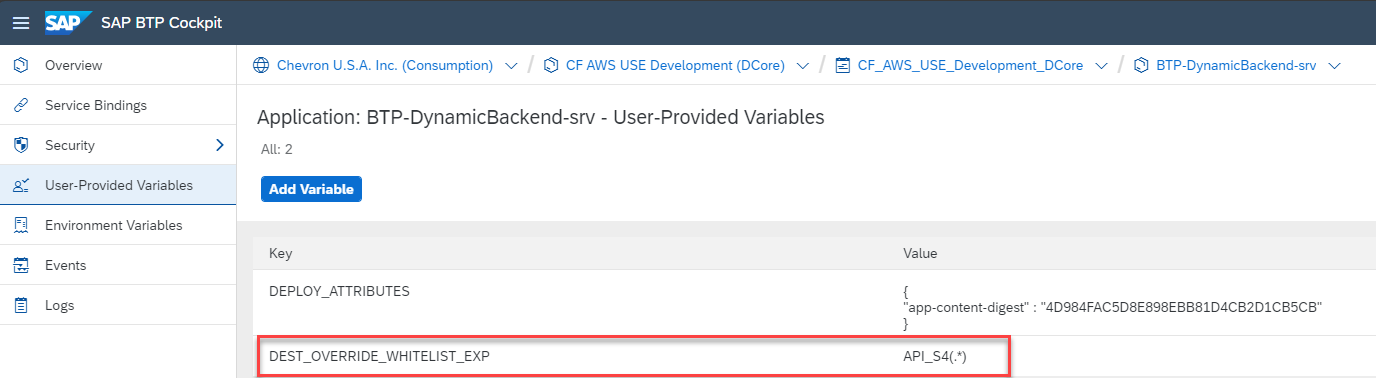 SAP SAP BTP Cockpit
Overview
Service Bindings
Security
User-Provided Variables
Environment Variables
Events
Logs
Chevron U.S.A. Inc. (Consumption) / CF AWS USE Development (DCore) / CF_AWS_USE_Development_DCore / BTP-DynamicBackend-srv
Application: BTP-DynamicBackend-srv - User-Provided Variables
All: 2
Add Variable
Key Value
DEPLOY_ATTRIBUTES {
"app-content-digest" : "4D984FAC5D8E898EBB81D4CB2D1CB5CB"
}
DEST_OVERRIDE_WHITELIST_EXP API_S4(.*)